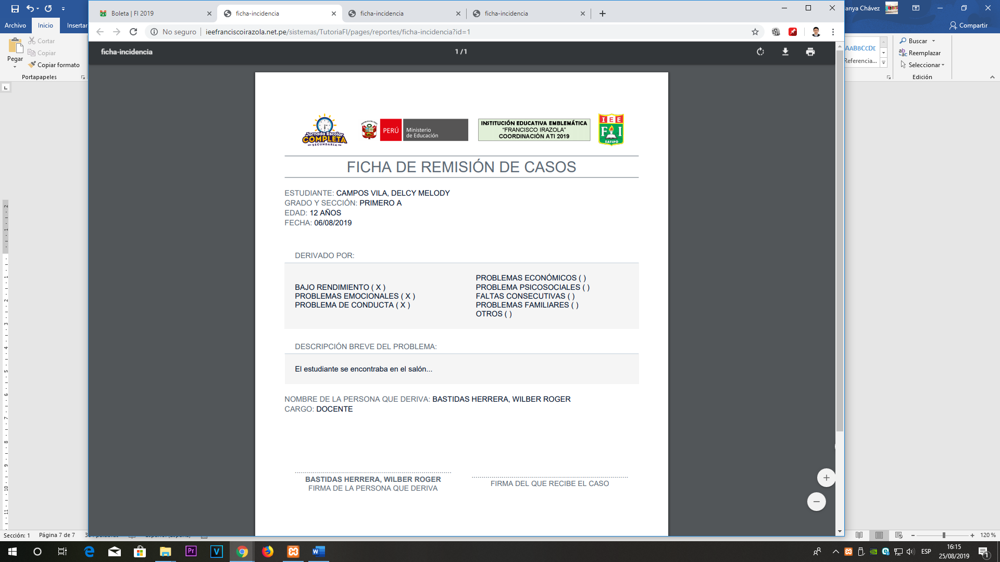 Boleta | FI 2019
ficha-incidencia
ficha-incidencia
ficha-incidencia
anya Chávez
Archivo
Inicio
Insertar
Compartir
No seguro
ieefranciscoirazola.net.pe/sistemas/TutoriaFI/pages/reportes/ficha-incidencia?id=1
Pegar
Cortar
Copiar
Copiar formato
Portapapeles
AABBCCDE
Referencia...
Buscar
Reemplazar
Seleccionar
Edición
ficha-incidencia
1 / 1
Jornada Escolar
COMPLETA
SECUNDARIA
PERÚ
Ministerio
de Educación
INSTITUCIÓN EDUCATIVA EMBLEMÁTICA
“FRANCISCO IRAZOLA”
COORDINACIÓN ATI 2019
I E E
F I
SATIPO
FICHA DE REMISIÓN DE CASOS
ESTUDIANTE: CAMPOS VILA, DELCY MELODY
GRADO Y SECCIÓN: PRIMERO A
EDAD: 12 AÑOS
FECHA: 06/08/2019
DERIVADO POR:
BAJO RENDIMIENTO ( X )
PROBLEMAS EMOCIONALES ( X )
PROBLEMA DE CONDUCTA ( X )
PROBLEMAS ECONÓMICOS ( )
PROBLEMA PSICOSOCIALES ( )
FALTAS CONSECUTIVAS ( )
PROBLEMAS FAMILIARES ( )
OTROS ( )
DESCRIPCIÓN BREVE DEL PROBLEMA:
El estudiante se encontraba en el salón...
NOMBRE DE LA PERSONA QUE DERIVA: BASTIDAS HERRERA, WILBER ROGER
CARGO: DOCENTE
BASTIDAS HERRERA, WILBER ROGER
FIRMA DE LA PERSONA QUE DERIVA
FIRMA DEL QUE RECIBE EL CASO
Sección: 1
Página 7 de 7
120 %
ESP
16:15
25/08/2019